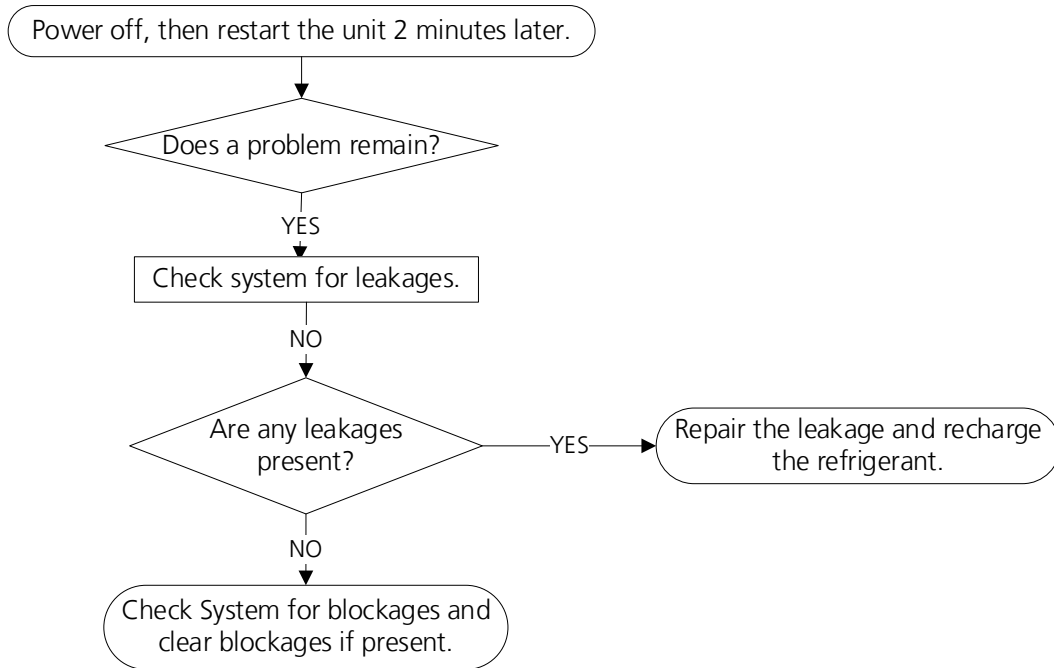 Power off, then restart the unit 2 minutes later.
Does a problem remain?
YES
Check system for leakages.
NO
Are any leakages
present?
YES
Repair the leakage and recharge
the refrigerant.
NO
Check System for blockages and
clear blockages if present.